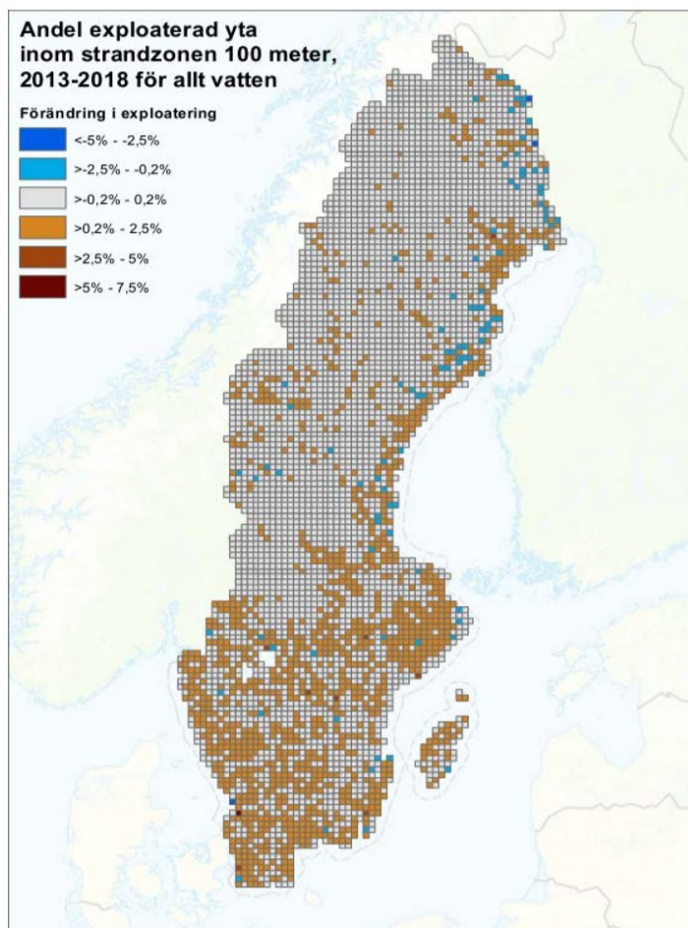 Andel exploaterad yta
inom strandzonen 100 meter,
2013-2018 för allt vatten
Förändring i exploatering
<-5% - -2,5%
>-2,5% - -0,2%
>-0,2% - 0,2%
>0,2% - 2,5%
>2,5% - 5%
>5% - 7,5%